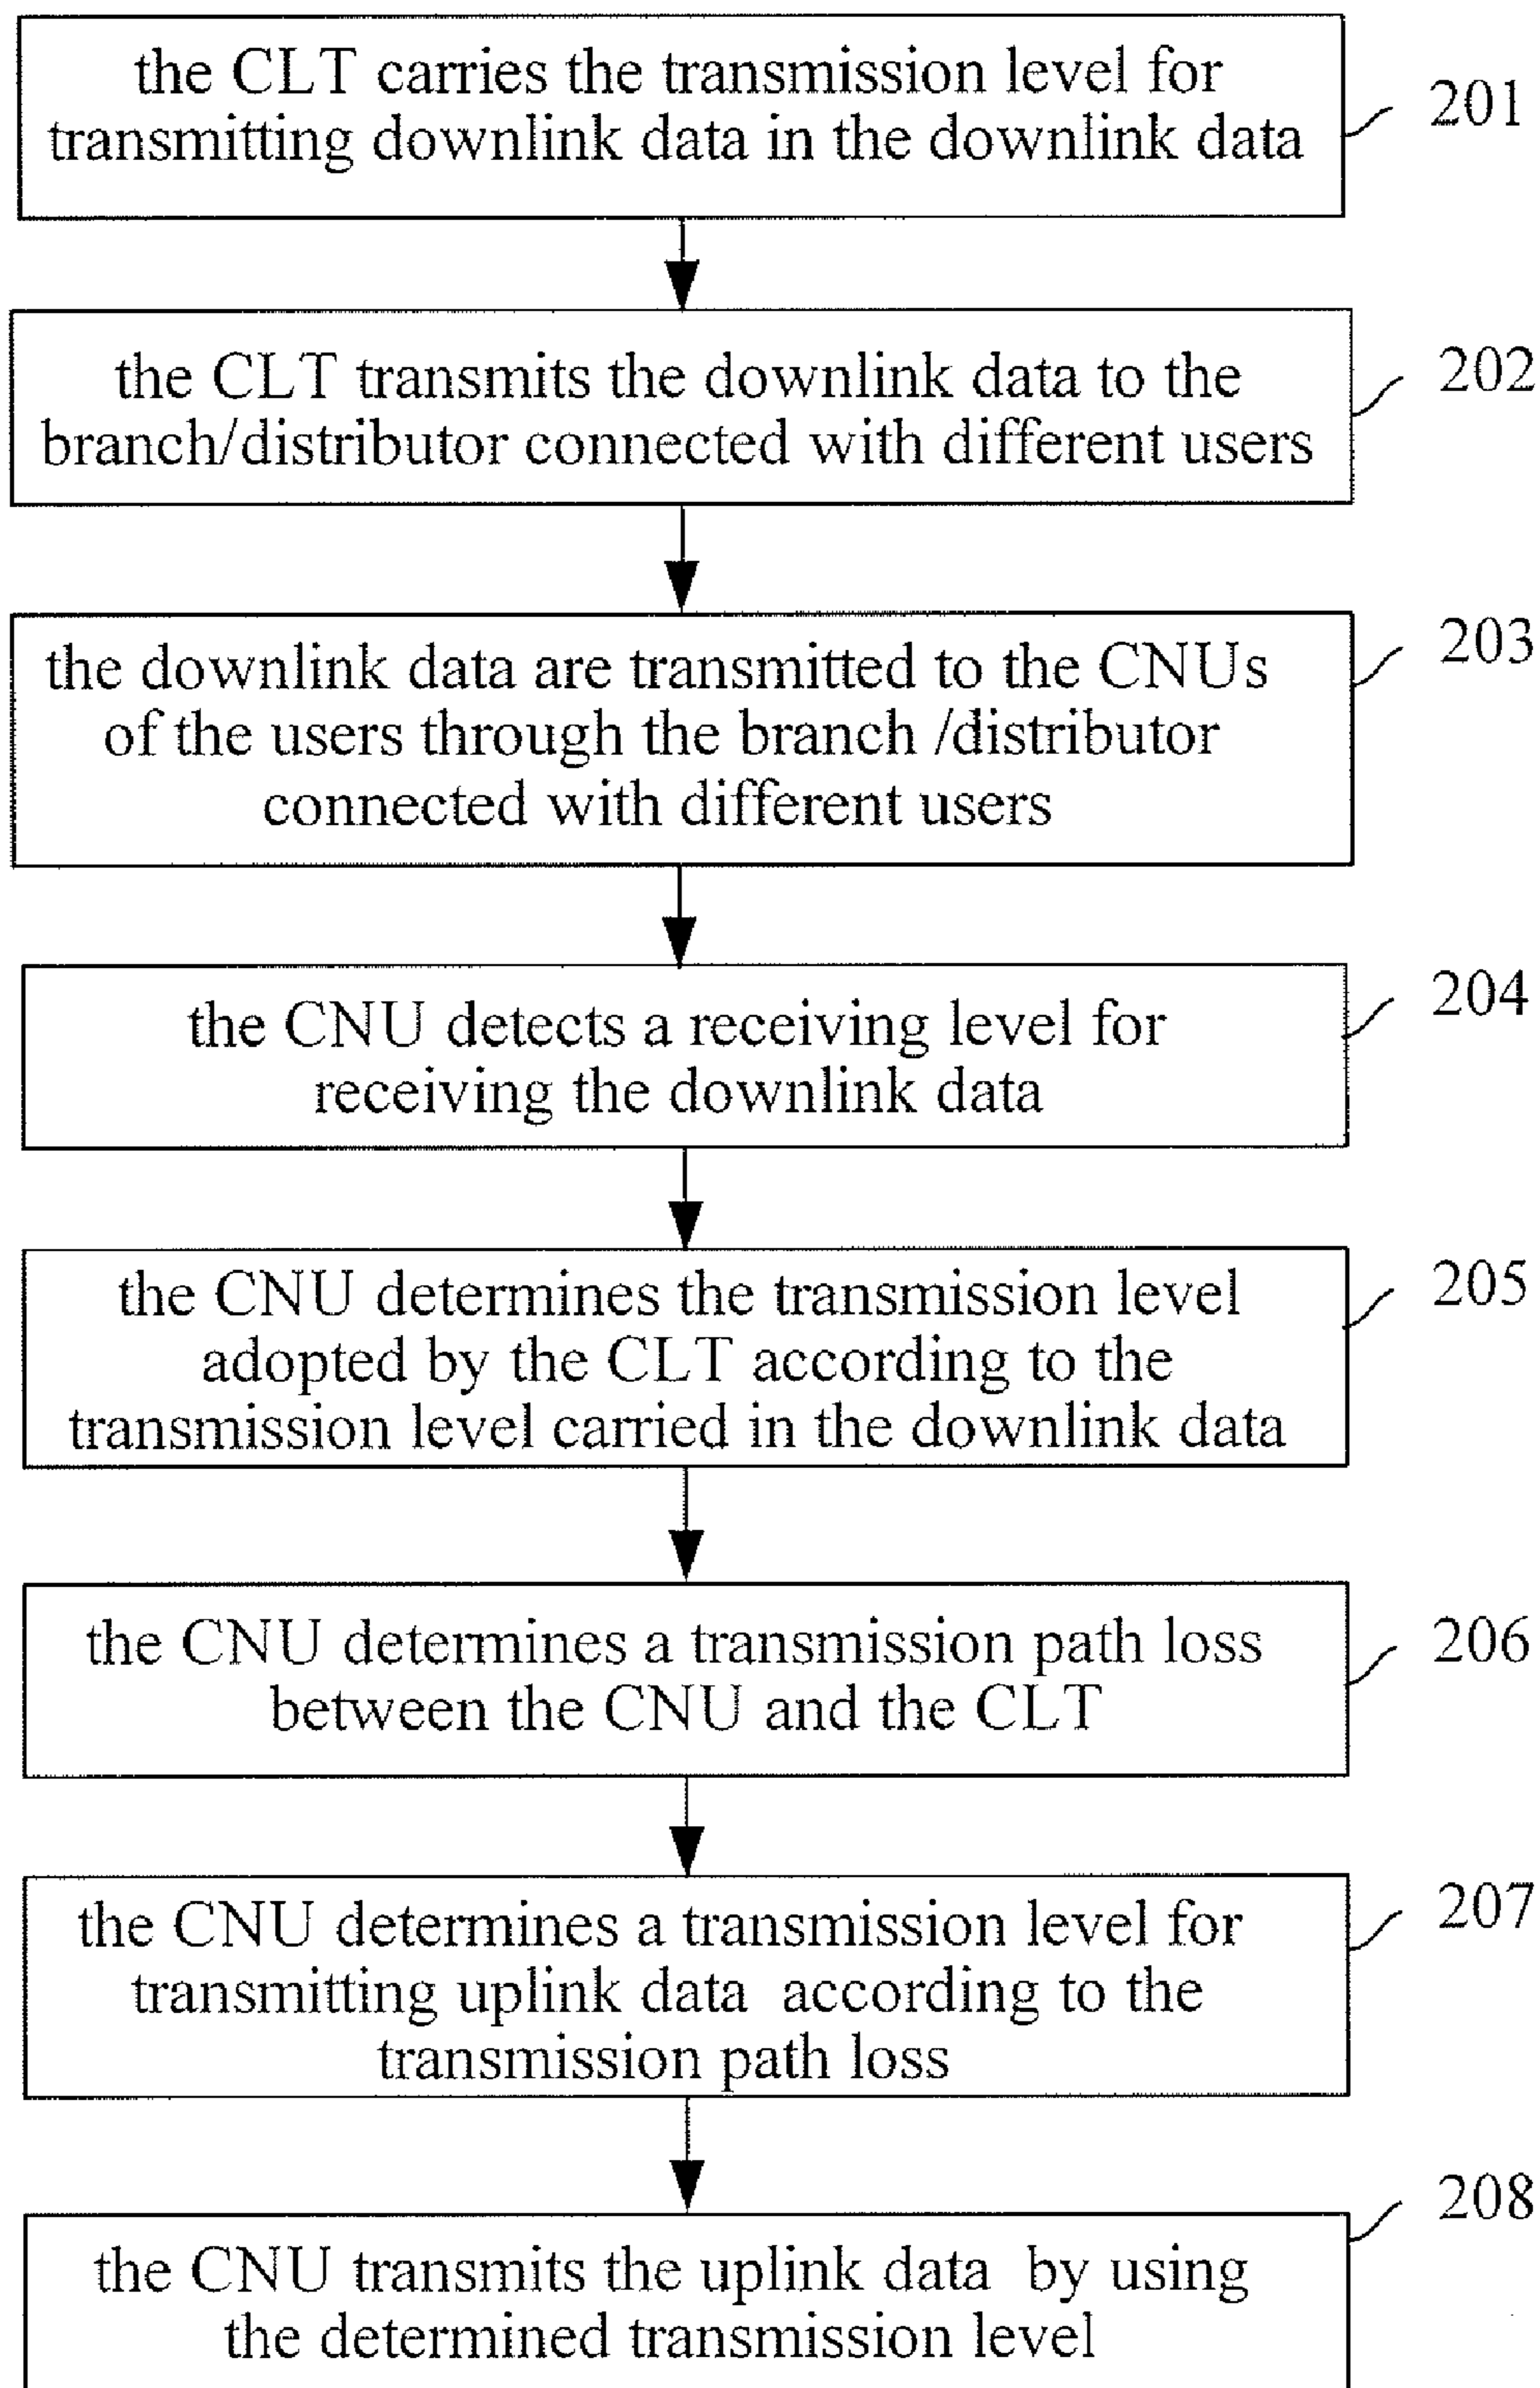 the CLT carries the transmission level for
transmitting downlink data in the downlink data
201
the CLT transmits the downlink data to the
branch/distributor connected with different users
202
the downlink data are transmitted to the CNUs
of the users through the branch /distributor
connected with different users
203
the CNU detects a receiving level for
receiving the downlink data
204
the CNU determines the transmission level
adopted by the CLT according to the
transmission level carried in the downlink data
205
the CNU determines a transmission path loss
between the CNU and the CLT
206
the CNU determines a transmission level for
transmitting uplink data according to the
transmission path loss
207
the CNU transmits the uplink data by using
the determined transmission level
208